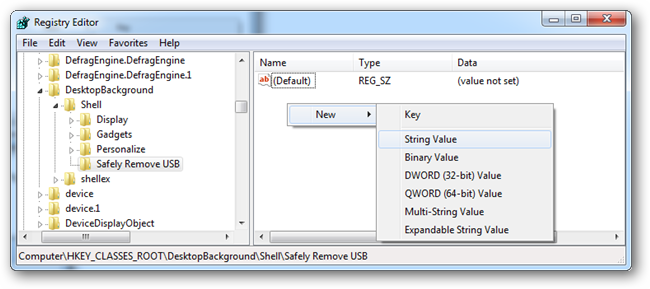 Registry Editor
File Edit View Favorites Help
DefragEngine.DefragEngine
DefragEngine.DefragEngine.1
DesktopBackground
Shell
Display
Gadgets
Personalize
Safely Remove USB
shellex
device
device.1
DeviceDisplayObject
Name Type Data
ab (Default) REG_SZ (value not set)
New
Key
String Value
Binary Value
DWORD (32-bit) Value
QWORD (64-bit) Value
Multi-String Value
Expandable String Value
Computer\HKEY_CLASSES_ROOT\DesktopBackground\Shell\Safely Remove USB